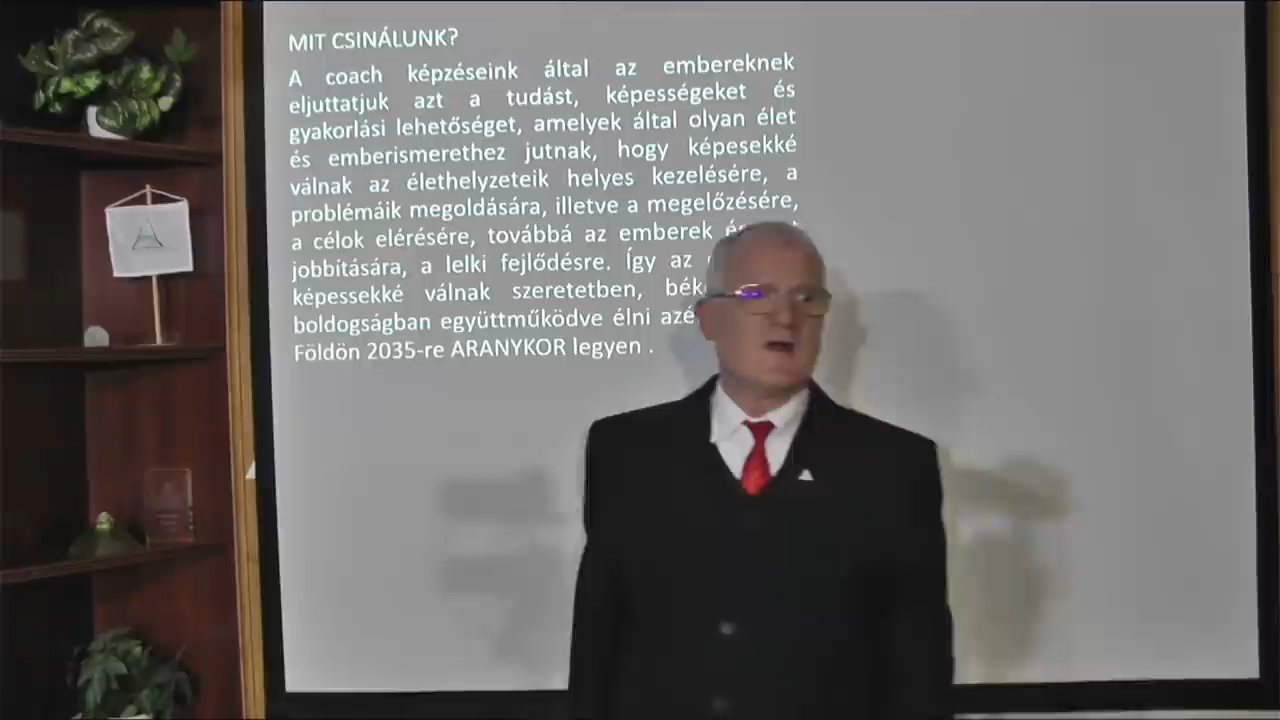 MIT CSINÁLUNK?
A coach képzéseink által az embereknek
eljuttatjuk azt a tudást, képességeket és
gyakorlási lehetőséget, amelyek által olyan élet
és emberismerethez jutnak, hogy képesekké
válnak az élethelyzeteik helyes kezelésére, a
problémáik megoldására, illetve a megelőzésére,
a célok elérésére, továbbá az emberek
jobbítására, a lelki fejlődésre. Így az
képessekké válnak szeretetben,
boldogságban együttműködve élni
Földön 2035-re ARANYKOR legyen .